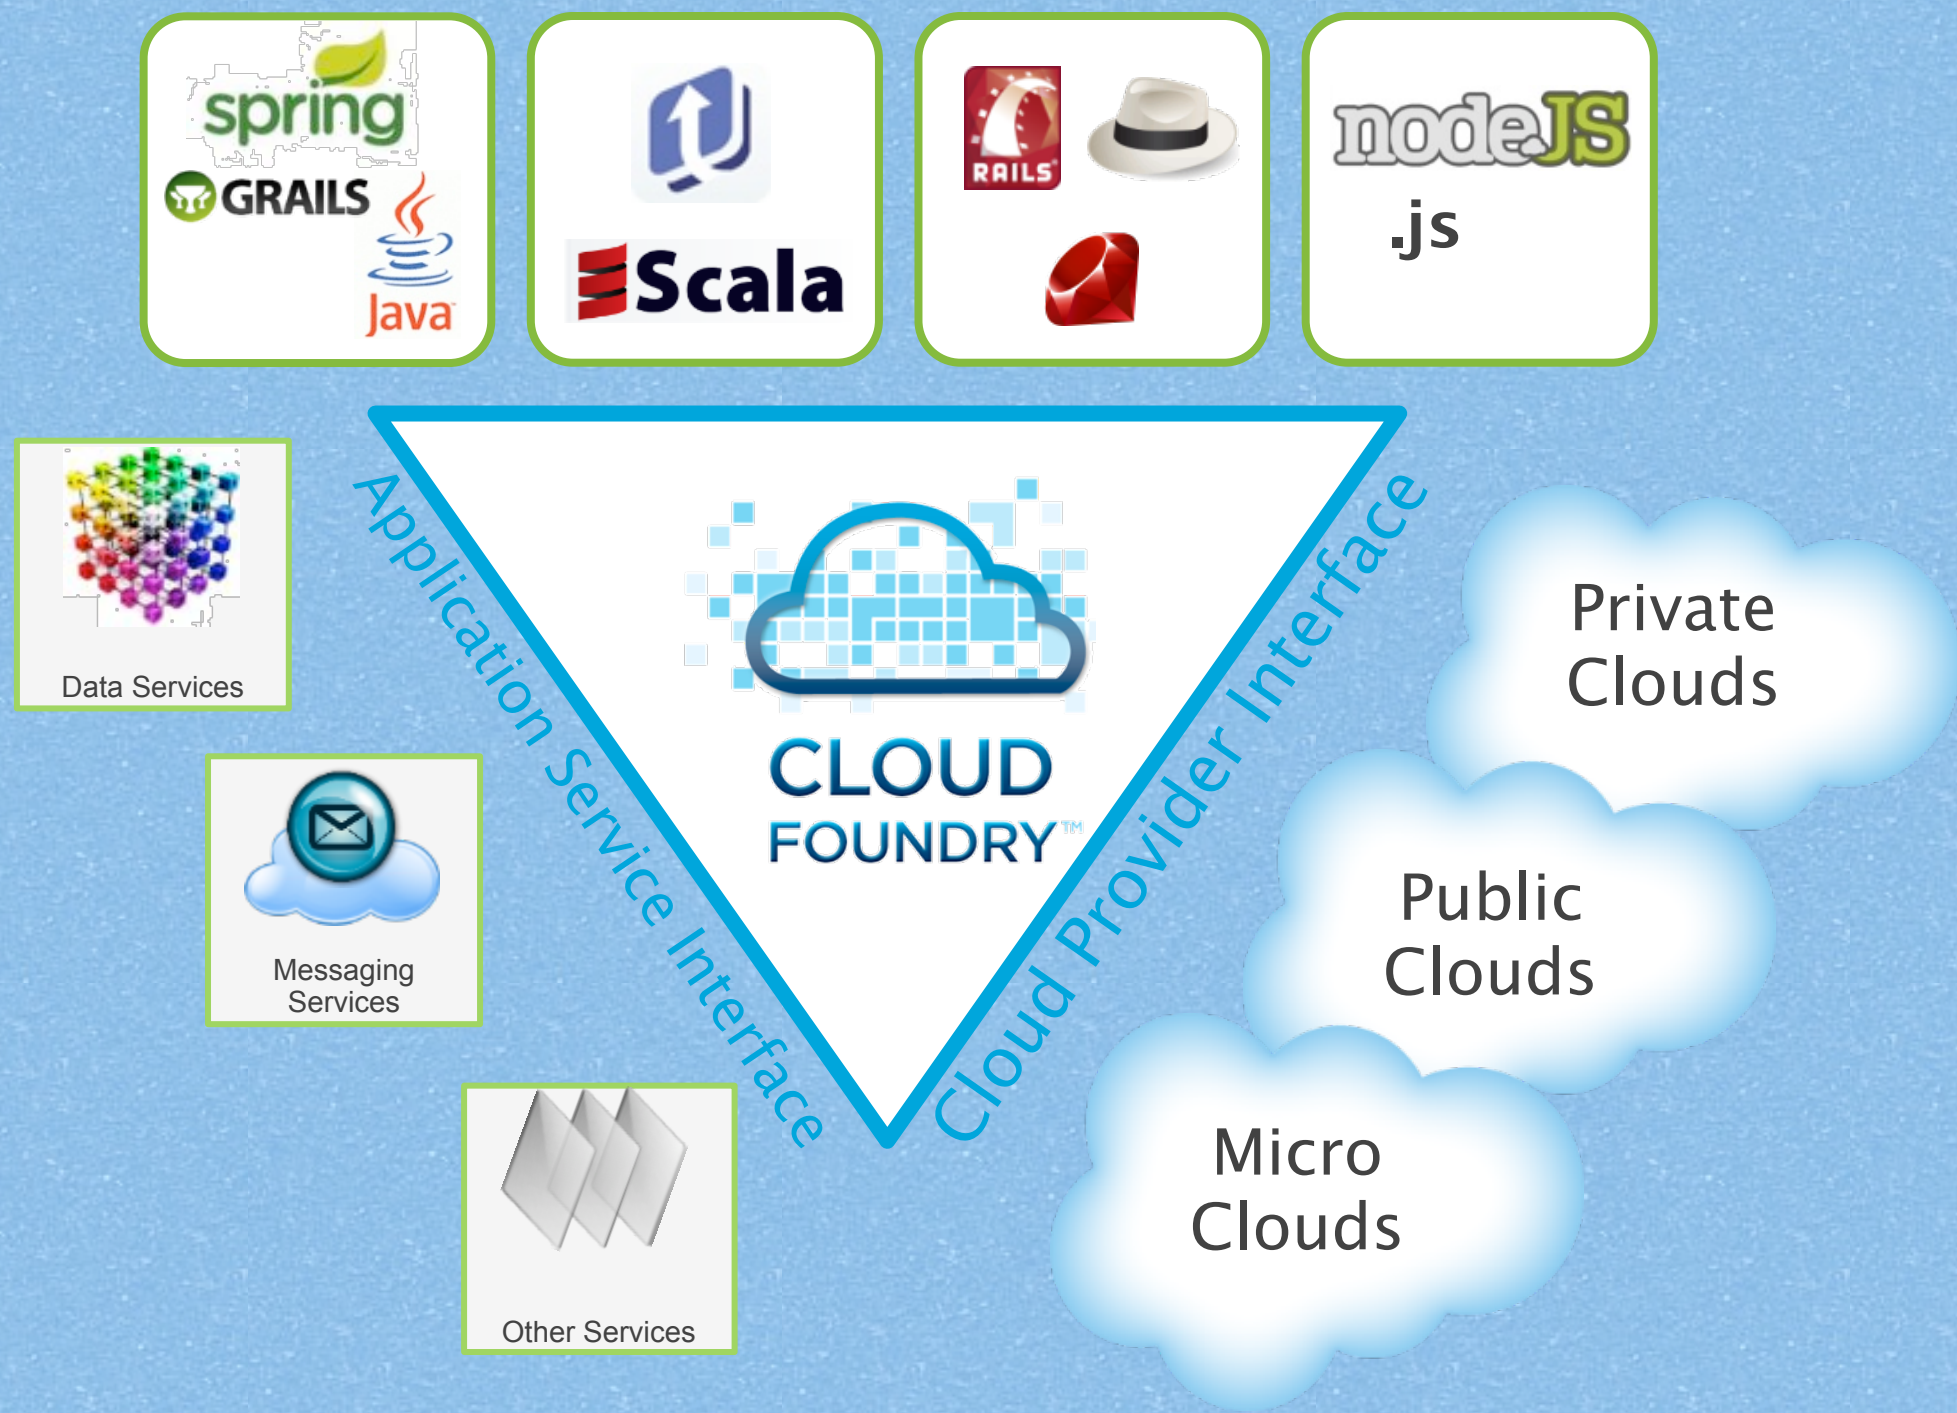 spring
GRAILS
Java
Scala
RAILS
nodeJS
.js
Application Service Interface
Cloud Provider Interface
CLOUD
FOUNDRY™
Data Services
Messaging
Services
Other Services
Private
Clouds
Public
Clouds
Micro
Clouds